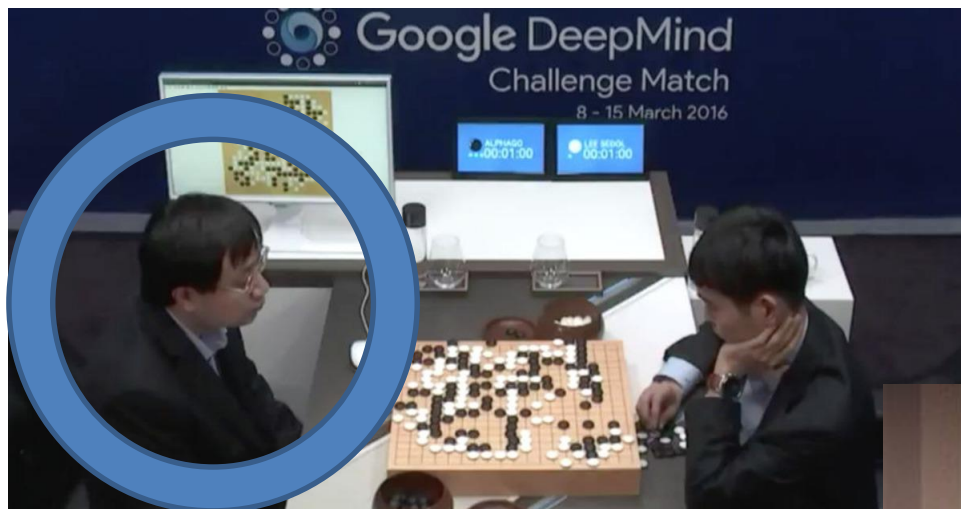 Google DeepMind
Challenge Match
8 - 15 March 2016
ALPHAGO
00:01:00
LEE SEDOL
00:01:00